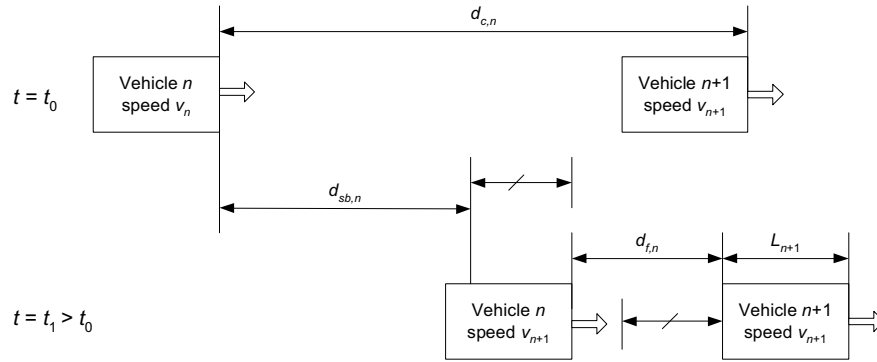 d_{c,n}
t = t_0
Vehicle n
speed v_n
Vehicle n+1
speed v_{n+1}
d_{sb,n}
d_{f,n}
L_{n+1}
t = t_1 > t_0
Vehicle n
speed v_{n+1}
Vehicle n+1
speed v_{n+1}